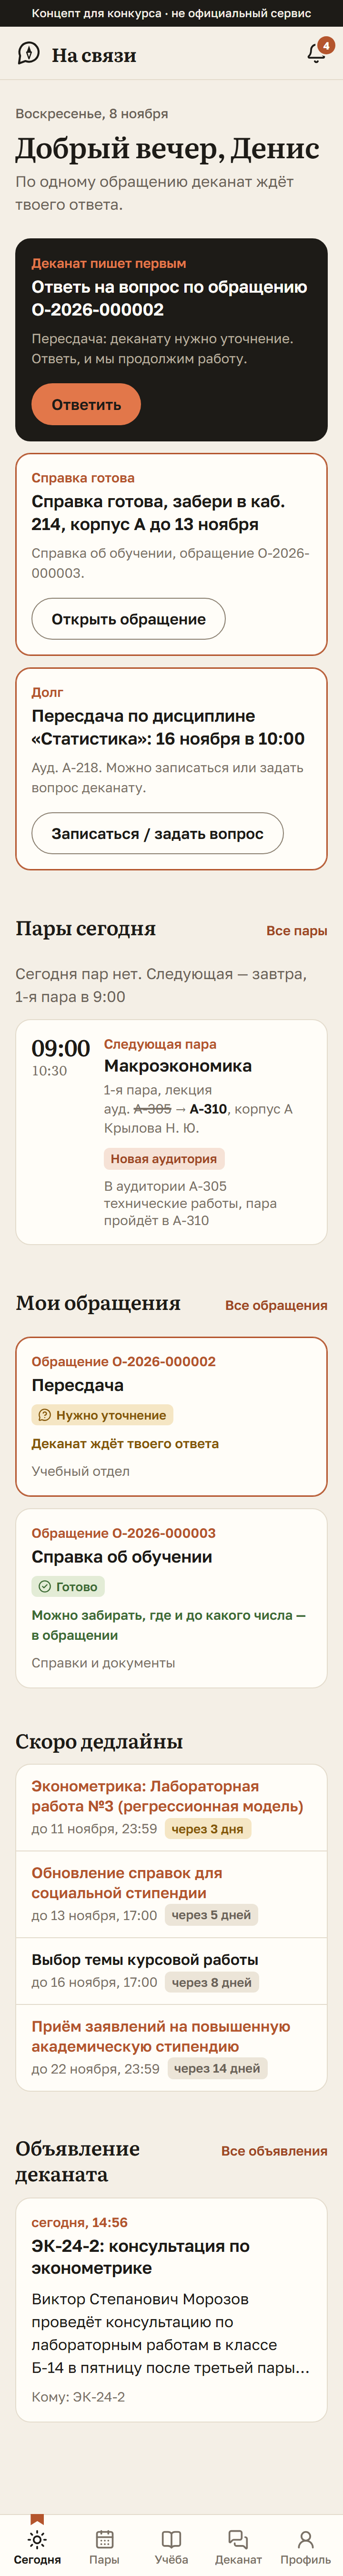 Концепт для конкурса · не официальный сервис
На связи
4
Воскресенье, 8 ноября
Добрый вечер, Денис
По одному обращению деканат ждёт
твоего ответа.
Деканат пишет первым
Ответь на вопрос по обращению
О-2026-000002
Пересдача: деканату нужно уточнение.
Ответь, и мы продолжим работу.
Ответить
Справка готова
Справка готова, забери в каб.
214, корпус А до 13 ноября
Справка об обучении, обращение О-2026-
000003.
Открыть обращение
Долг
Пересдача по дисциплине
«Статистика»: 16 ноября в 10:00
Ауд. А-218. Можно записаться или задать
вопрос деканату.
Записаться / задать вопрос
Пары сегодня
Все пары
Сегодня пар нет. Следующая — завтра,
1-я пара в 9:00
09:00
10:30
Следующая пара
Макроэкономика
1-я пара, лекция
ауд. А-305 → А-310, корпус А
Крылова Н. Ю.
Новая аудитория
В аудитории А-305
технические работы, пара
пройдёт в А-310
Мои обращения
Все обращения
Обращение О-2026-000002
Пересдача
Нужно уточнение
Деканат ждёт твоего ответа
Учебный отдел
Обращение О-2026-000003
Справка об обучении
Готово
Можно забирать, где и до какого числа —
в обращении
Справки и документы
Скоро дедлайны
Эконометрика: Лабораторная
работа №3 (регрессионная модель)
до 11 ноября, 23:59 через 3 дня
Обновление справок для
социальной стипендии
до 13 ноября, 17:00 через 5 дней
Выбор темы курсовой работы
до 16 ноября, 17:00 через 8 дней
Приём заявлений на повышенную
академическую стипендию
до 22 ноября, 23:59 через 14 дней
Объявление
деканата
Все объявления
сегодня, 14:56
ЭК-24-2: консультация по
эконометрике
Виктор Степанович Морозов
проведёт консультацию по
лабораторным работам в классе
Б-14 в пятницу после третьей пары...
Кому: ЭК-24-2
Сегодня
Пары
Учёба
Деканат
Профиль